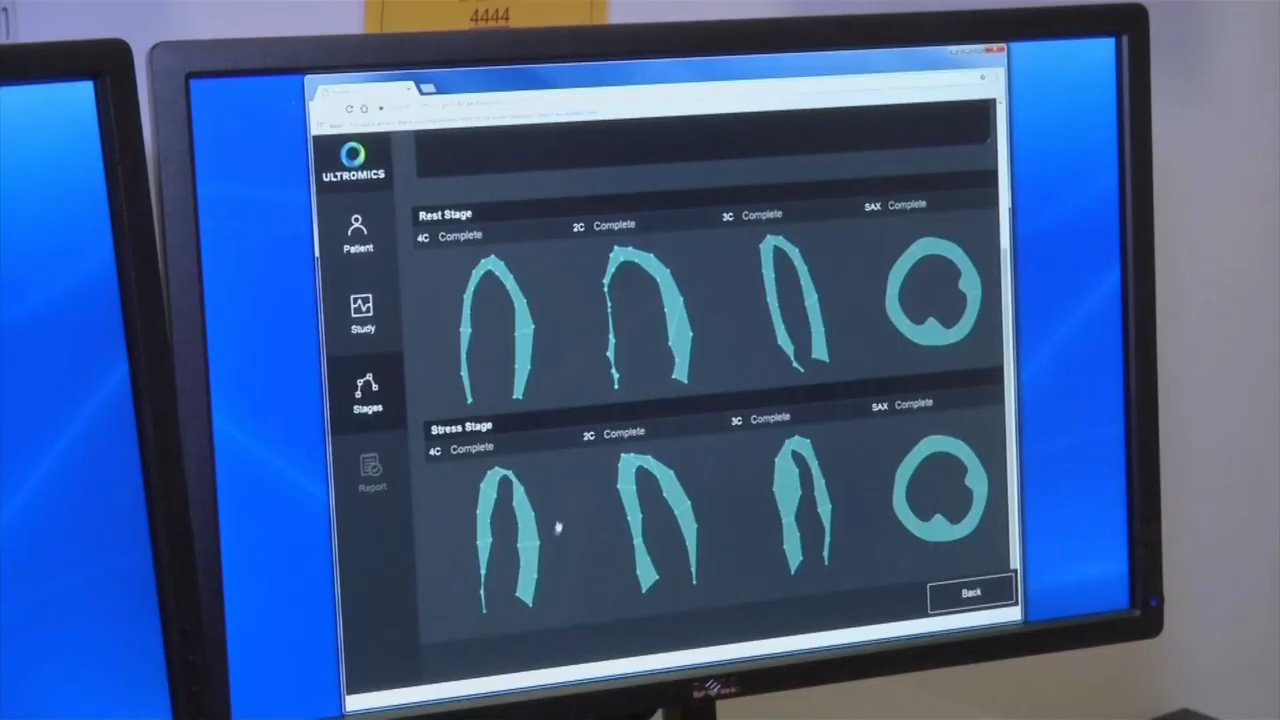 4444
ULTROMICS
Patient
Study
Stages
Report
Rest Stage
4C Complete
2C Complete
3C Complete
SAX Complete
Stress Stage
4C Complete
2C Complete
3C Complete
SAX Complete
Back